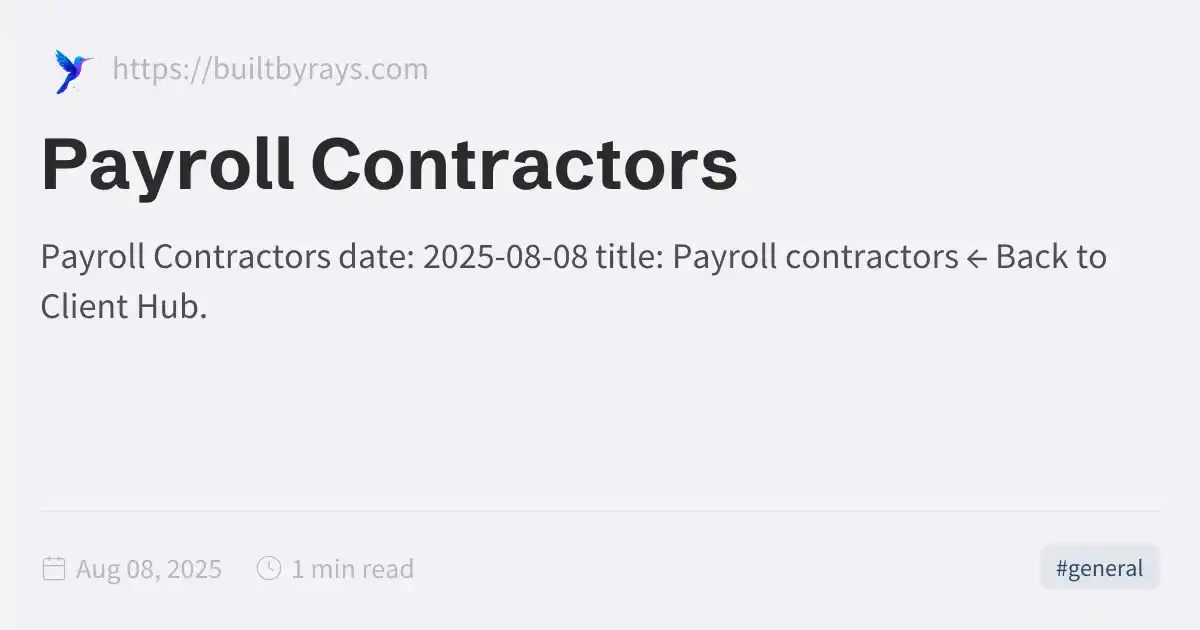 https://builtbyrays.com
Payroll Contractors
Payroll Contractors date: 2025-08-08 title: Payroll contractors ← Back to
Client Hub.
Aug 08, 2025
1 min read
#general